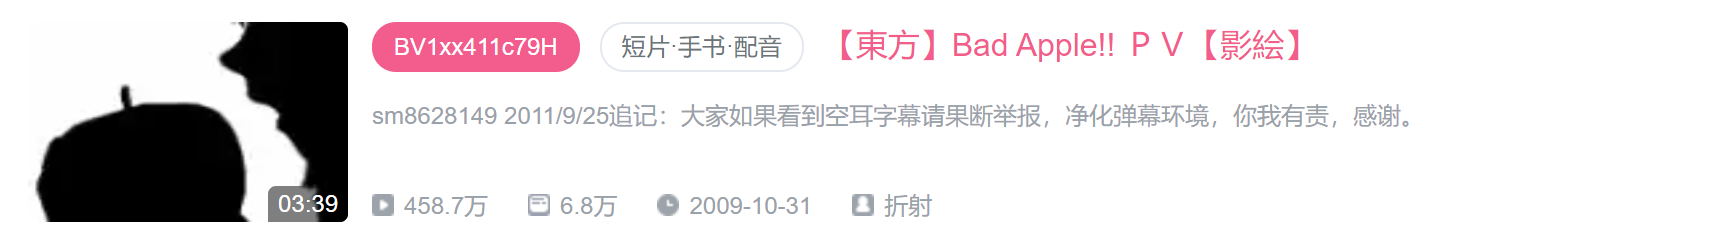 BV1xx411c79H 短片·手书·配音 【東方】Bad Apple!! ＰＶ【影絵】
sm8628149 2011/9/25追记：大家如果看到空耳字幕请果断举报，净化弹幕环境，你我有责，感谢。
03:39
458.7万 6.8万 2009-10-31 折射